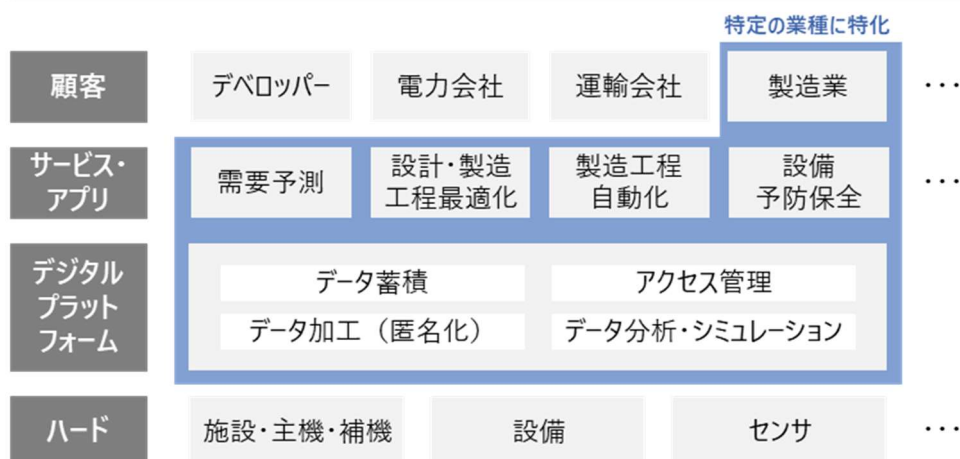 特定の業種に特化
顧客
デベロッパー
電力会社
運輸会社
製造業
・・・
サービス・
アプリ
需要予測
設計・製造
工程最適化
製造工程
自動化
設備
予防保全
・・・
デジタル
プラット
フォーム
データ蓄積
アクセス管理
データ加工（匿名化）
データ分析・シミュレーション
ハード
施設・主機・補機
設備
センサ
・・・